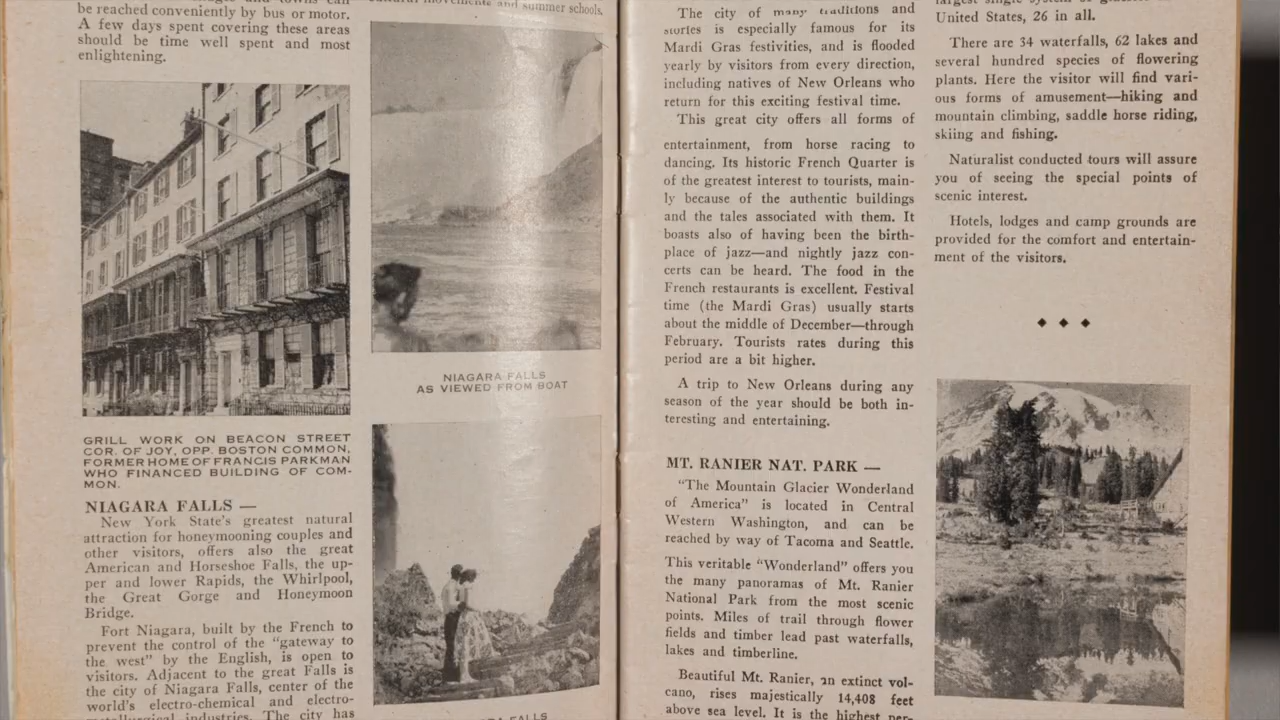 be reached conveniently by bus or motor.
A few days spent covering these areas
should be time well spent and most
enlightening.
GRILL WORK ON BEACON STREET
COR. OF JOY, OPP. BOSTON COMMON,
FORMER HOME OF FRANCIS PARKMAN
WHO FINANCED BUILDING OF COM-
MON.
NIAGARA FALLS —
New York State's greatest natural
attraction for honeymooning couples and
other visitors, offers also the great
American and Horseshoe Falls, the up-
per and lower Rapids, the Whirlpool,
the Great Gorge and Honeymoon
Bridge.
Fort Niagara, built by the French to
prevent the control of the "gateway to
the west" by the English, is open to
visitors. Adjacent to the great Falls is
the city of Niagara Falls, center of the
world's electro-chemical and electro-
metallurgical industries. The city has
movements and summer schools.
NIAGARA FALLS
AS VIEWED FROM BOAT
FALLS
The city of many traditions and
stories is especially famous for its
Mardi Gras festivities, and is flooded
yearly by visitors from every direction,
including natives of New Orleans who
return for this exciting festival time.
This great city offers all forms of
entertainment, from horse racing to
dancing. Its historic French Quarter is
of the greatest interest to tourists, main-
ly because of the authentic buildings
and the tales associated with them. It
boasts also of having been the birth-
place of jazz—and nightly jazz con-
certs can be heard. The food in the
French restaurants is excellent. Festival
time (the Mardi Gras) usually starts
about the middle of December—through
February. Tourists rates during this
period are a bit higher.
A trip to New Orleans during any
season of the year should be both in-
teresting and entertaining.
MT. RANIER NAT. PARK —
"The Mountain Glacier Wonderland
of America" is located in Central
Western Washington, and can be
reached by way of Tacoma and Seattle.
This veritable "Wonderland" offers you
the many panoramas of Mt. Ranier
National Park from the most scenic
points. Miles of trail through flower
fields and timber lead past waterfalls,
lakes and timberline.
Beautiful Mt. Ranier, an extinct vol-
cano, rises majestically 14,408 feet
above sea level. It is the highest per-
largest single system of
United States, 26 in all.
There are 34 waterfalls, 62 lakes and
several hundred species of flowering
plants. Here the visitor will find vari-
ous forms of amusement—hiking and
mountain climbing, saddle horse riding,
skiing and fishing.
Naturalist conducted tours will assure
you of seeing the special points of
scenic interest.
Hotels, lodges and camp grounds are
provided for the comfort and entertain-
ment of the visitors.